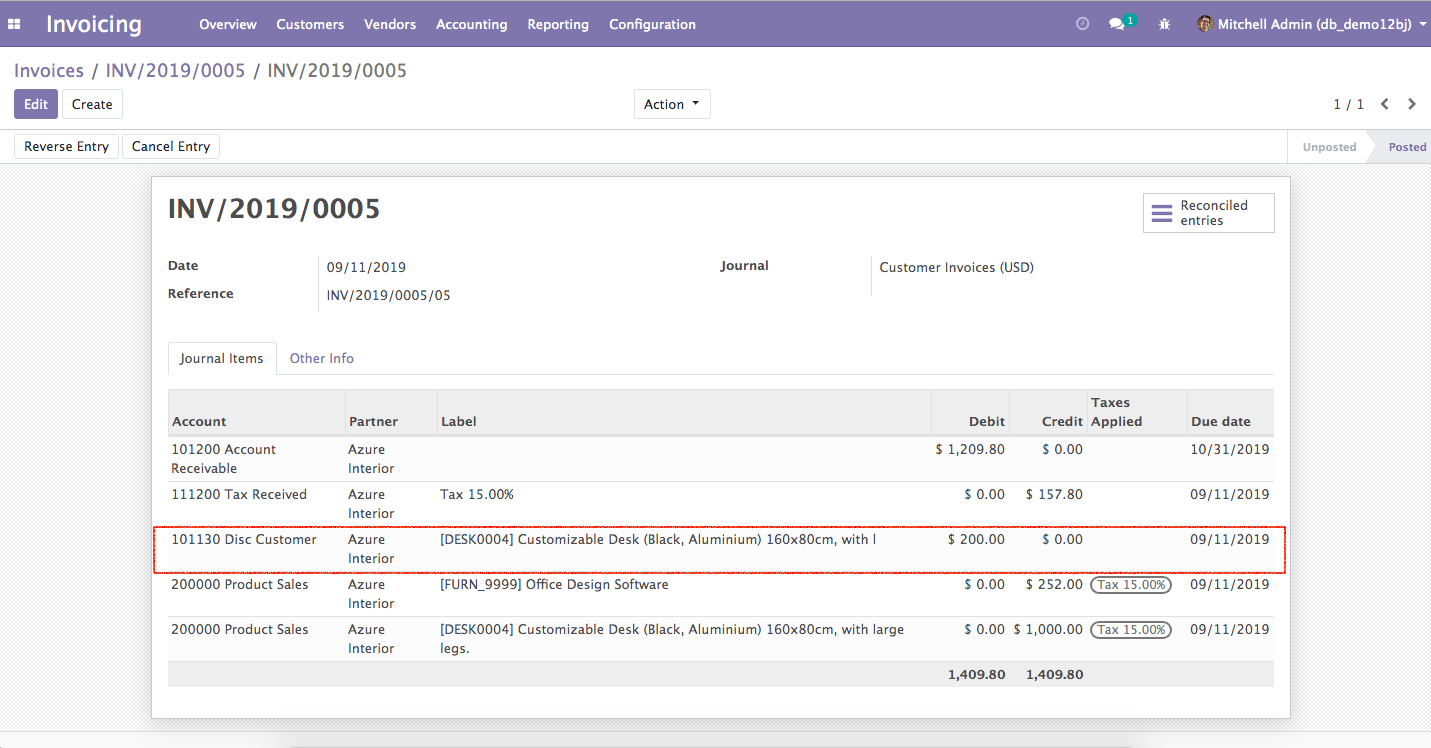 Invoicing Overview Customers Vendors Accounting Reporting Configuration 1 Mitchell Admin (db_demo12bj)
Invoices / INV/2019/0005 / INV/2019/0005
Edit Create Action 1 / 1
Reverse Entry Cancel Entry Unposted Posted
INV/2019/0005
Reconciled
entries
Date 09/11/2019 Journal Customer Invoices (USD)
Reference INV/2019/0005/05
Journal Items Other Info
Taxes
Account Partner Label Debit Credit Applied Due date
101200 Account Azure $ 1,209.80 $ 0.00 10/31/2019
Receivable Interior
111200 Tax Received Azure Tax 15.00% $ 0.00 $ 157.80 09/11/2019
Interior
101130 Disc Customer Azure [DESK0004] Customizable Desk (Black, Aluminium) 160x80cm, with l $ 200.00 $ 0.00 09/11/2019
Interior
200000 Product Sales Azure [FURN_9999] Office Design Software $ 0.00 $ 252.00 Tax 15.00% 09/11/2019
Interior
200000 Product Sales Azure [DESK0004] Customizable Desk (Black, Aluminium) 160x80cm, with large $ 0.00 $ 1,000.00 Tax 15.00% 09/11/2019
Interior legs.
1,409.80 1,409.80